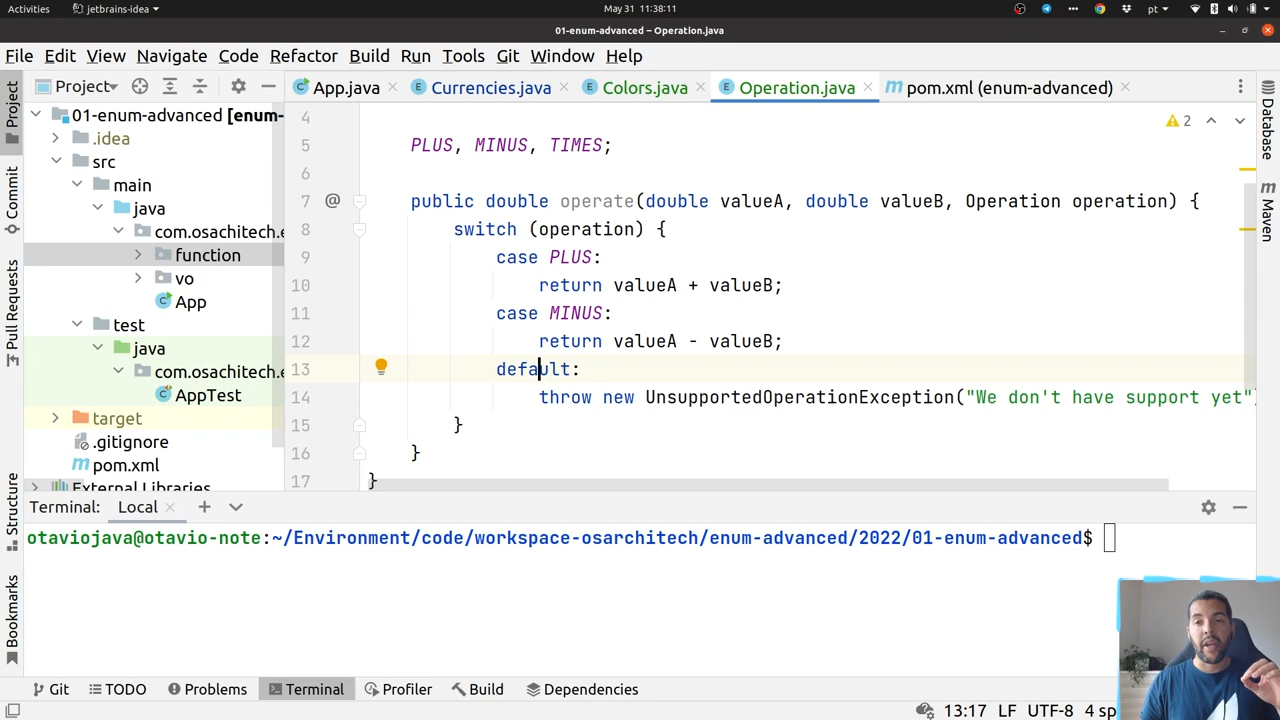 Activities
jetbrains-idea
May 31 11:38:11
pt
01-enum-advanced – Operation.java
File Edit View Navigate Code Refactor Build Run Tools Git Window Help
Project
App.java
Currencies.java
Colors.java
Operation.java
pom.xml (enum-advanced)
Project
Commit
Pull Requests
Structure
Bookmarks
01-enum-advanced [enum-
.idea
src
main
java
com.osachitech.e
function
vo
App
test
java
com.osachitech.e
AppTest
target
.gitignore
pom.xml
External Libraries
2
4
5 PLUS, MINUS, TIMES;
6
7 @ public double operate(double valueA, double valueB, Operation operation) {
8 switch (operation) {
9 case PLUS:
10 return valueA + valueB;
11 case MINUS:
12 return valueA - valueB;
13 default:
14 throw new UnsupportedOperationException("We don't have support yet")
15 }
16 }
17 }
Database
Maven
Terminal: Local
otaviojava@otavio-note:~/Environment/code/workspace-osarchitech/enum-advanced/2022/01-enum-advanced$
Git TODO Problems Terminal Profiler Build Dependencies
13:17 LF UTF-8 4 sp